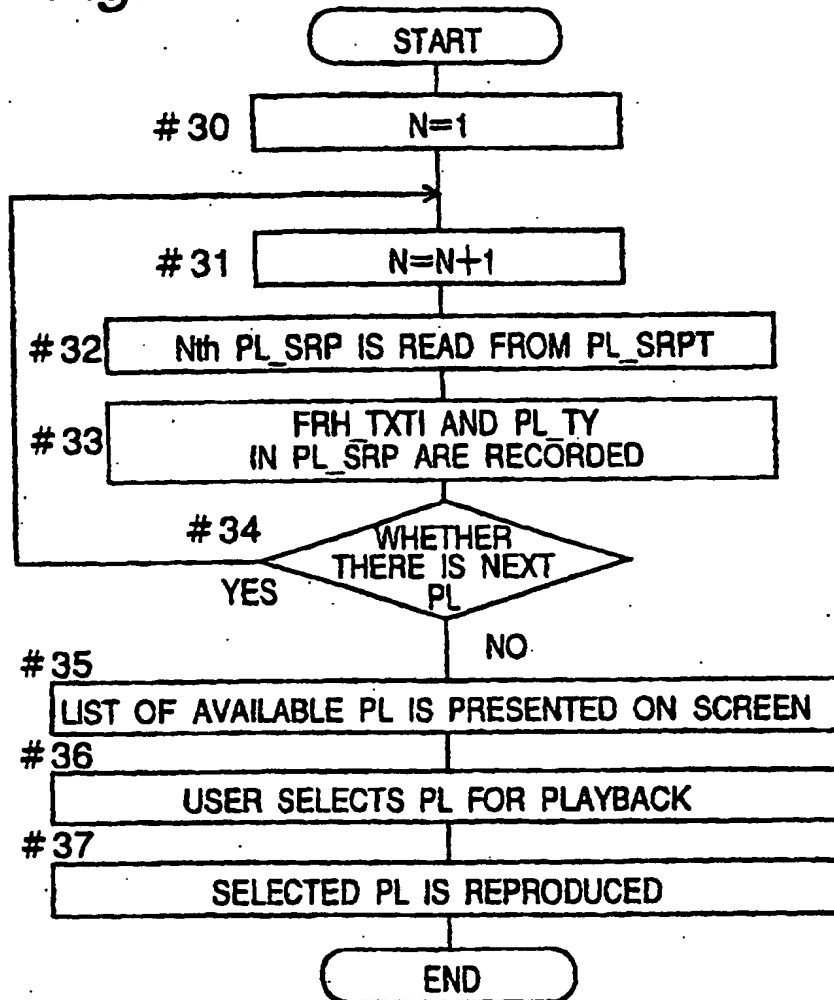 START
#30 N=1
#31 N=N+1
#32 Nth PL_SRP IS READ FROM PL_SRPT
#33 FRH_TXTI AND PL_TY
IN PL_SRP ARE RECORDED
#34 WHETHER
THERE IS NEXT
PL
YES
NO
#35
LIST OF AVAILABLE PL IS PRESENTED ON SCREEN
#36
USER SELECTS PL FOR PLAYBACK
#37
SELECTED PL IS REPRODUCED
END